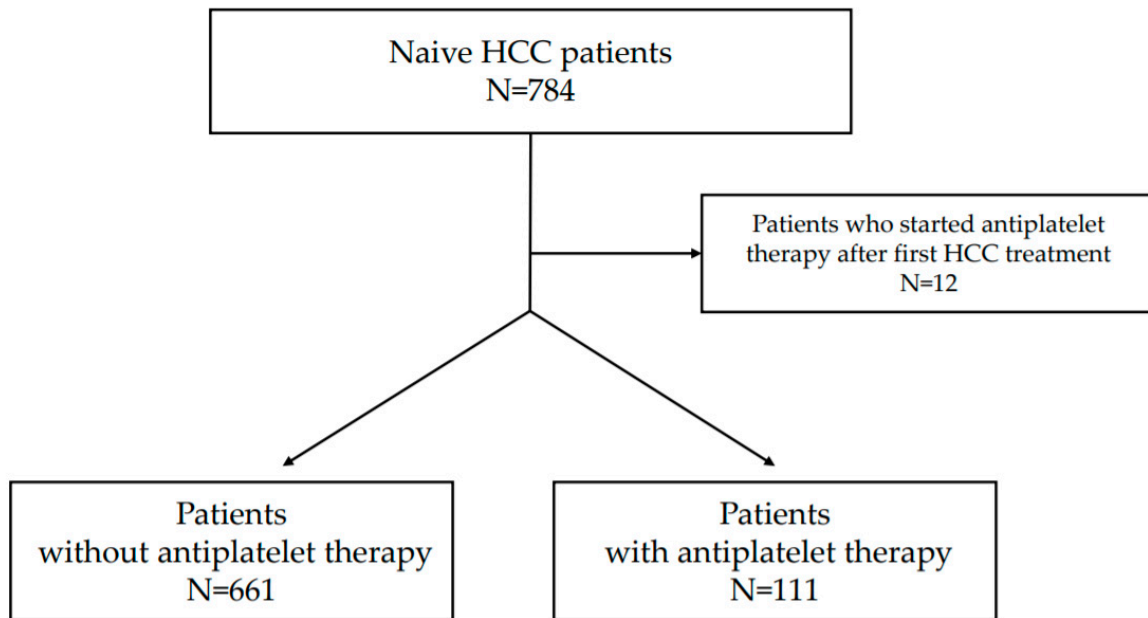 Naive HCC patients
N=784
Patients who started antiplatelet
therapy after first HCC treatment
N=12
Patients
without antiplatelet therapy
N=661
Patients
with antiplatelet therapy
N=111